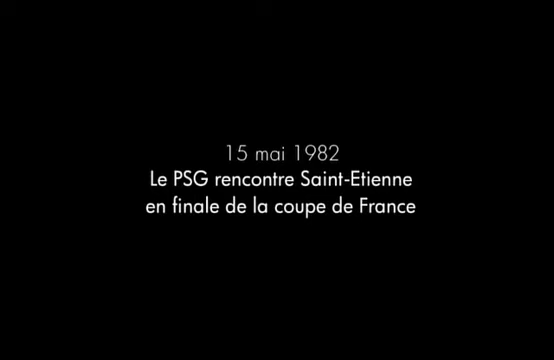 15 mai 1982
Le PSG rencontre Saint-Etienne
en finale de la coupe de France